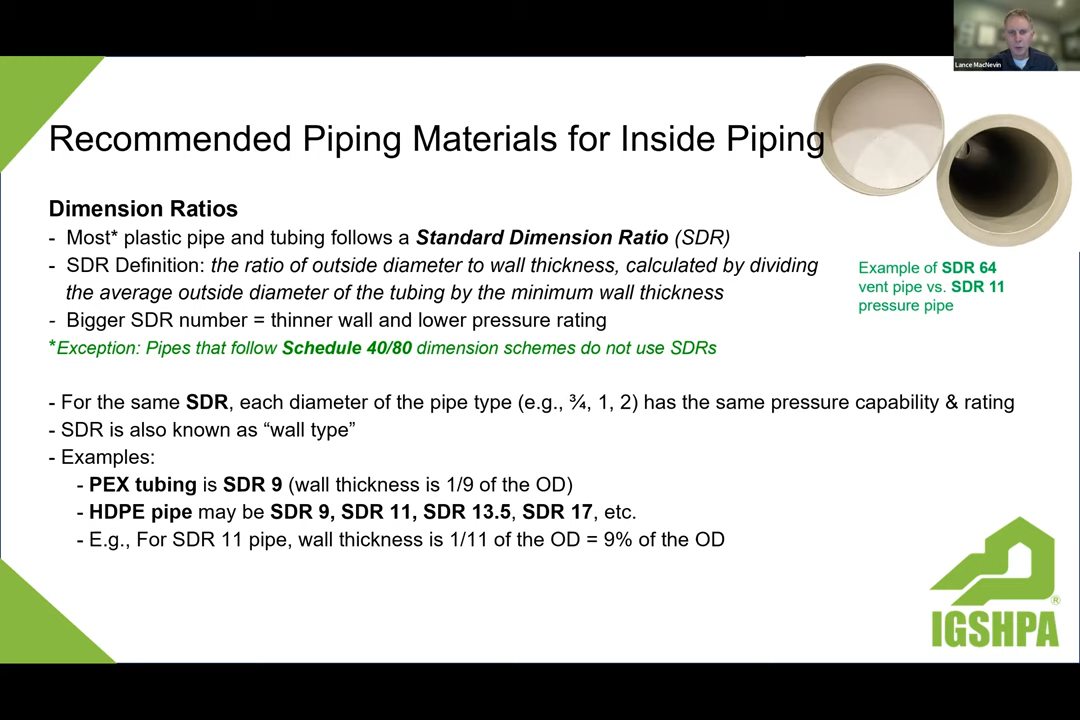 Lance MacNevin
Recommended Piping Materials for Inside Piping
Dimension Ratios
- Most* plastic pipe and tubing follows a Standard Dimension Ratio (SDR)
- SDR Definition: the ratio of outside diameter to wall thickness, calculated by dividing
the average outside diameter of the tubing by the minimum wall thickness
- Bigger SDR number = thinner wall and lower pressure rating
*Exception: Pipes that follow Schedule 40/80 dimension schemes do not use SDRs
Example of SDR 64
vent pipe vs. SDR 11
pressure pipe
- For the same SDR, each diameter of the pipe type (e.g., ¾, 1, 2) has the same pressure capability & rating
- SDR is also known as “wall type”
- Examples:
- PEX tubing is SDR 9 (wall thickness is 1/9 of the OD)
- HDPE pipe may be SDR 9, SDR 11, SDR 13.5, SDR 17, etc.
- E.g., For SDR 11 pipe, wall thickness is 1/11 of the OD = 9% of the OD
®
IGSHPA